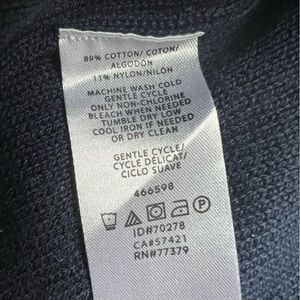 89% COTTON/ COTON/
ALGODÓN
11% NYLON/NILÓN
MACHINE WASH COLD
GENTLE CYCLE
ONLY NON-CHLORINE
BLEACH WHEN NEEDED
TUMBLE DRY LOW
COOL IRON IF NEEDED
OR DRY CLEAN
GENTLE CYCLE/
CYCLE DÉLICAT/
CICLO SUAVE
466598
P
ID#70278
CA#57421
RN#77379